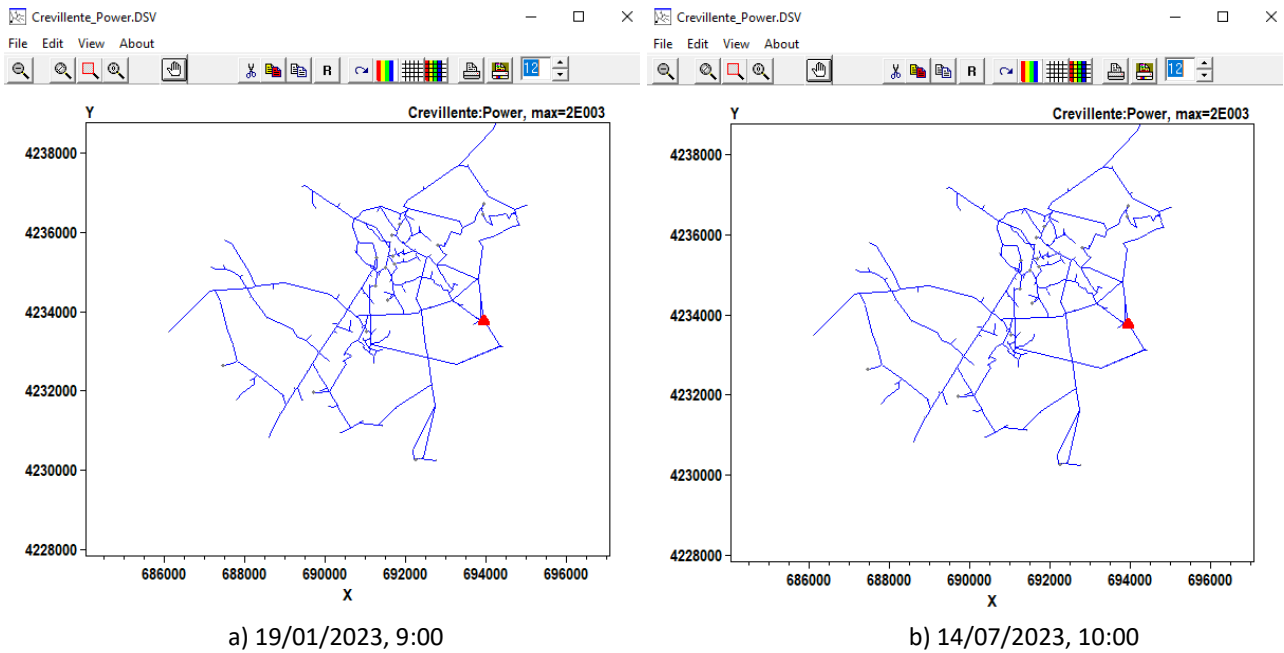 Crevillente_Power.DSV
File Edit View About
R
12
Y
Crevillente:Power, max=2E003
4238000
4236000
4234000
4232000
4230000
4228000
686000 688000 690000 692000 694000 696000
X
a) 19/01/2023, 9:00
Crevillente_Power.DSV
File Edit View About
R
12
Y
Crevillente:Power, max=2E003
4238000
4236000
4234000
4232000
4230000
4228000
686000 688000 690000 692000 694000 696000
X
b) 14/07/2023, 10:00